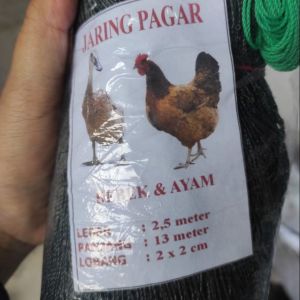 JARING PAGAR
BEBEK & AYAM
LEBAR : 2,5 meter
PANJANG : 13 meter
LOBANG : 2 x 2 cm